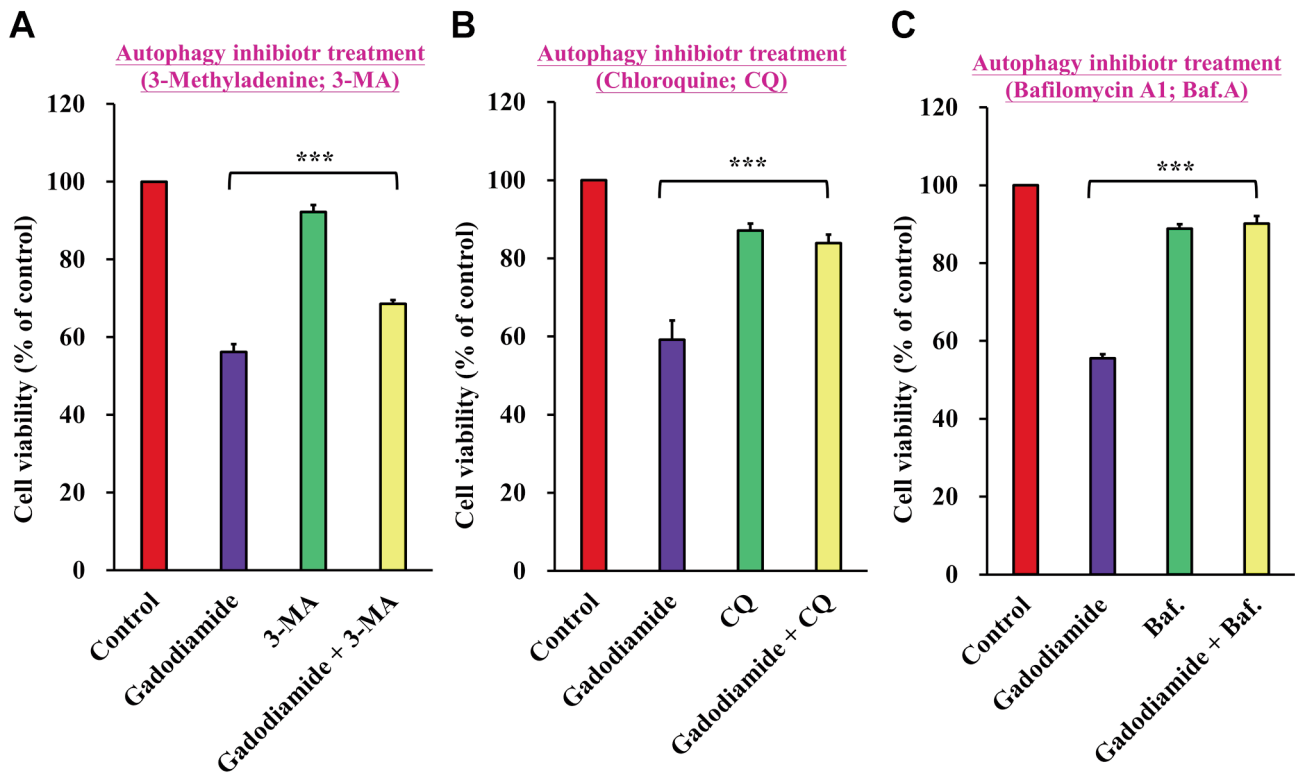 A
Autophagy inhibiotr treatment
(3-Methyladenine; 3-MA)
Cell viability (% of control)
120
100
80
60
40
20
0
***
Control
Gadodiamide
3-MA
Gadodiamide + 3-MA
B
Autophagy inhibiotr treatment
(Chloroquine; CQ)
Cell viability (% of control)
120
100
80
60
40
20
0
***
Control
Gadodiamide
CQ
Gadodiamide + CQ
C
Autophagy inhibiotr treatment
(Bafilomycin A1; Baf.A)
Cell viability (% of control)
120
100
80
60
40
20
0
***
Control
Gadodiamide
Baf.
Gadodiamide + Baf.